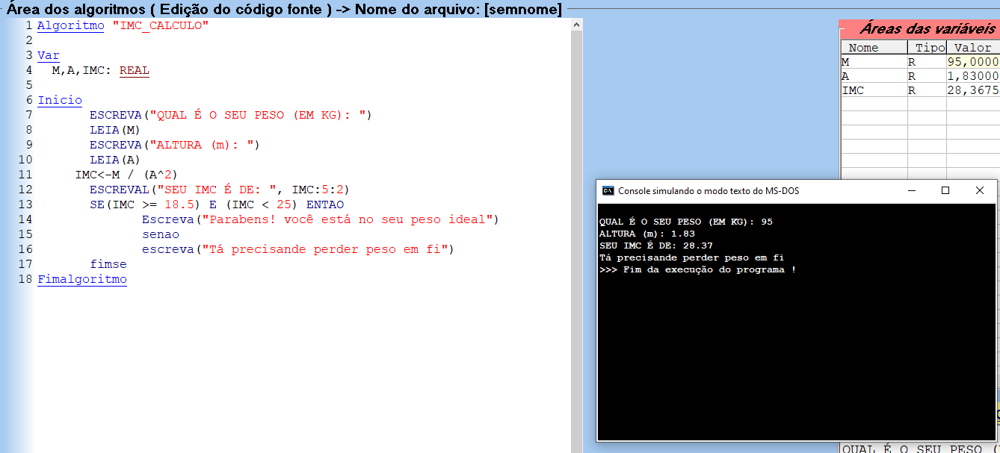 Área dos algoritmos ( Edição do código fonte ) -> Nome do arquivo: [semnome]
1 Algoritmo "IMC_CALCULO"
2
3 Var
4 M,A,IMC: REAL
5
6 Inicio
7 ESCREVA("QUAL É O SEU PESO (EM KG): ")
8 LEIA(M)
9 ESCREVA("ALTURA (m): ")
10 LEIA(A)
11 IMC<-M / (A^2)
12 ESCREVAL("SEU IMC É DE: ", IMC:5:2)
13 SE(IMC >= 18.5) E (IMC < 25) ENTAO
14 Escreva("Parabens! você está no seu peso ideal")
15 senao
16 escreva("Tá precisande perder peso em fi")
17 fimse
18 Fimalgoritmo
Áreas das variáveis
Nome Tipo Valor
M R 95,0000
A R 1,83000
IMC R 28,3675
Console simulando o modo texto do MS-DOS
QUAL É O SEU PESO (EM KG): 95
ALTURA (m): 1.83
SEU IMC É DE: 28.37
Tá precisande perder peso em fi
>>> Fim da execução do programa !
QUAL É O SEU PESO (